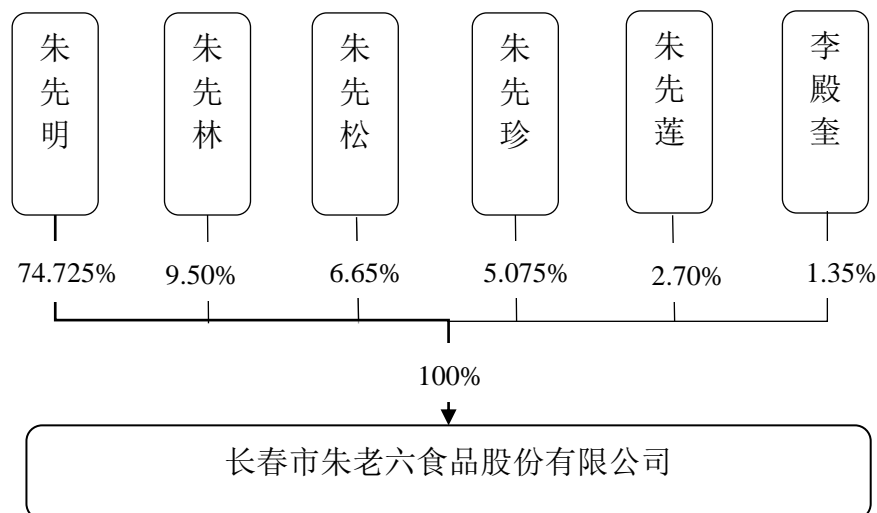 朱先明
朱先林
朱先松
朱先珍
朱先莲
李殿奎
74.725%
9.50%
6.65%
5.075%
2.70%
1.35%
100%
长春市朱老六食品股份有限公司